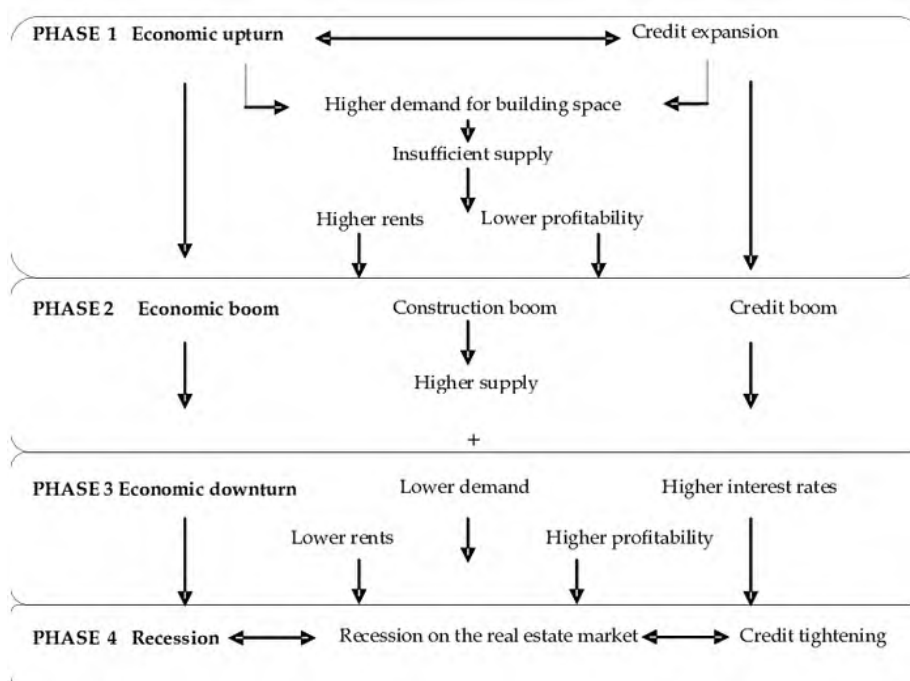 PHASE 1 Economic upturn Credit expansion
Higher demand for building space
Insufficient supply
Higher rents Lower profitability
PHASE 2 Economic boom Construction boom Credit boom
Higher supply
+
PHASE 3 Economic downturn Lower demand Higher interest rates
Lower rents Higher profitability
PHASE 4 Recession Recession on the real estate market Credit tightening